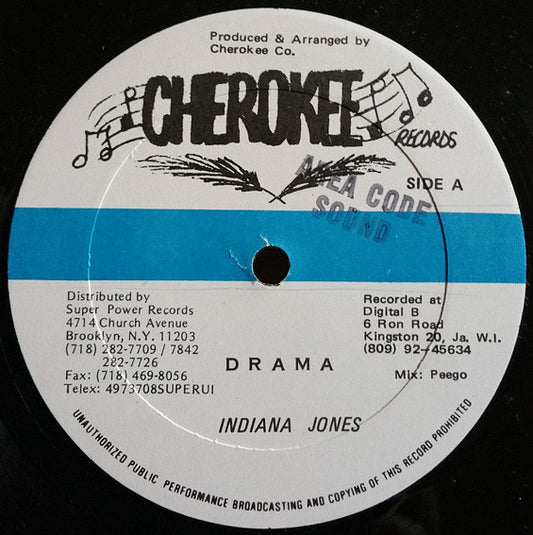 Produced & Arranged by
Cherokee Co.
CHEROKEE
RECORDS
SIDE A
AREA CODE
SOUND
Distributed by
Super Power Records
4714 Church Avenue
Brooklyn, N.Y. 11203
(718) 282-7709 / 7842
282-7726
Fax: (718) 469-8056
Telex: 4973708SUPERUI
Recorded at
Digital B
6 Ron Road
Kingston 20, Ja. W.I.
(809) 92-45634
Mix: Peego
DRAMA
INDIANA JONES
UNAUTHORIZED PUBLIC PERFORMANCE BROADCASTING AND COPYING OF THIS RECORD PROHIBITED